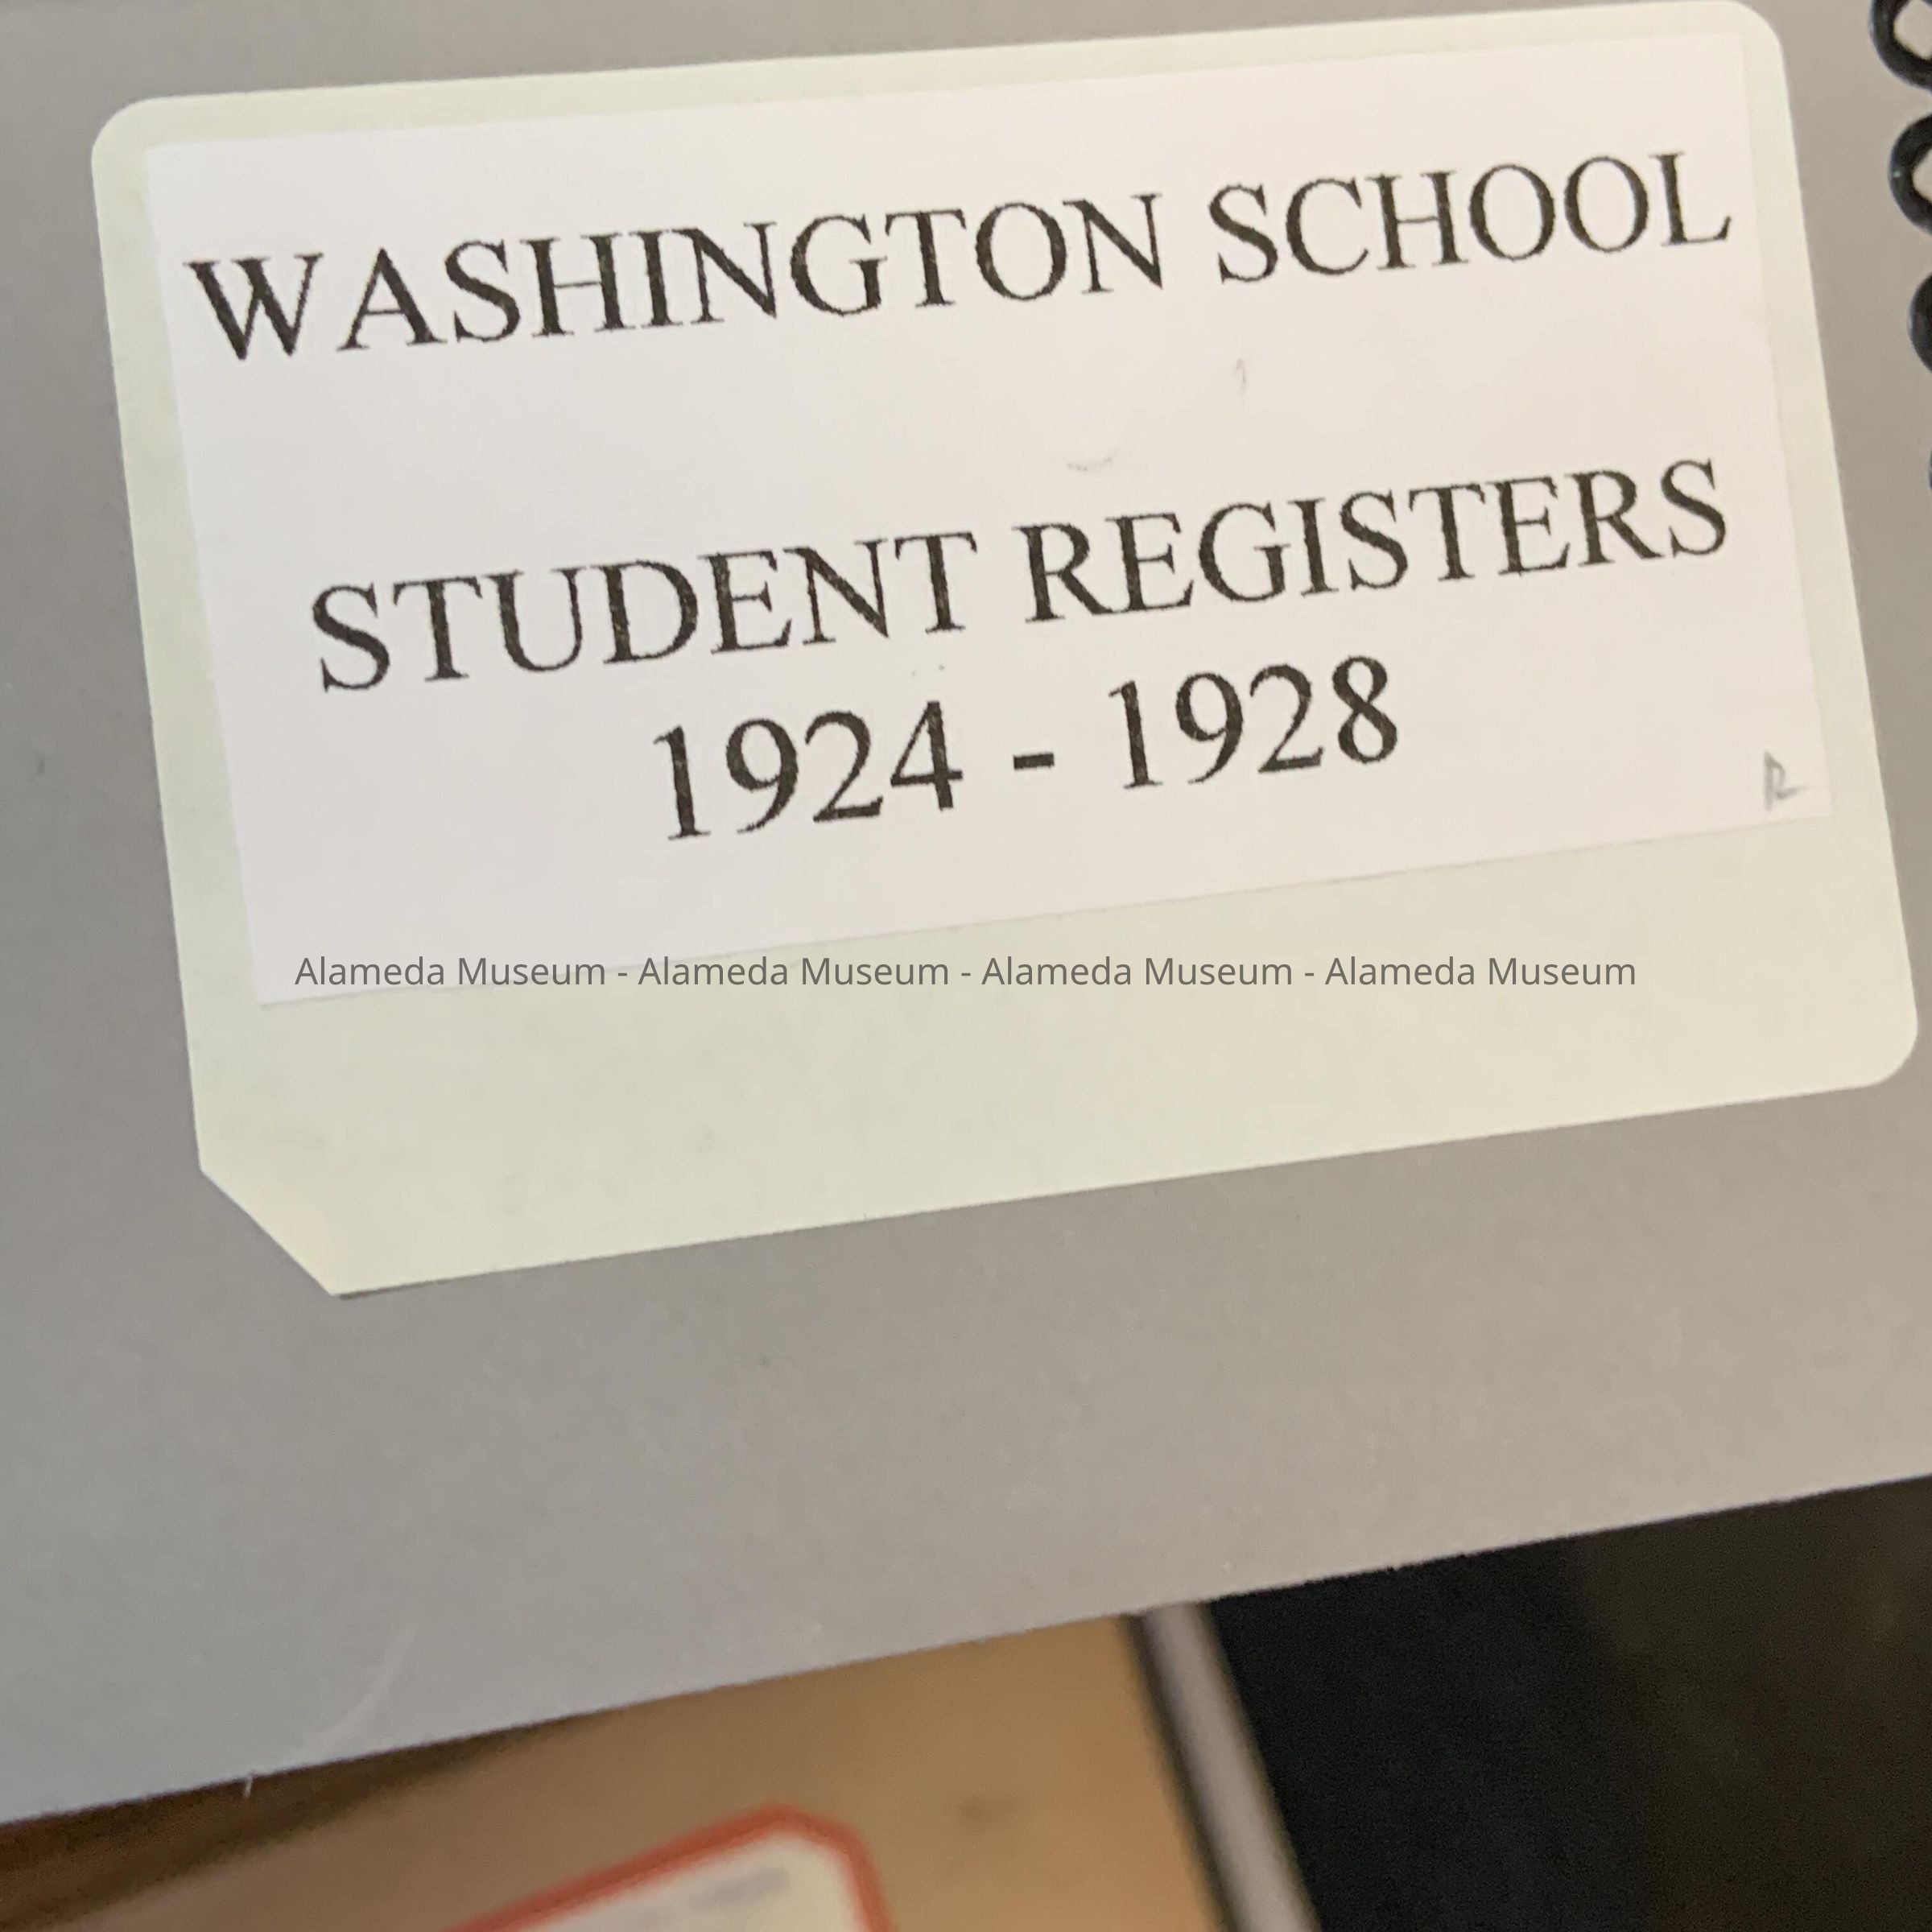 WASHINGTON SCHOOL
STUDENT REGISTERS
1924 - 1928
R
Alameda Museum - Alameda Museum - Alameda Museum - Alameda Museum